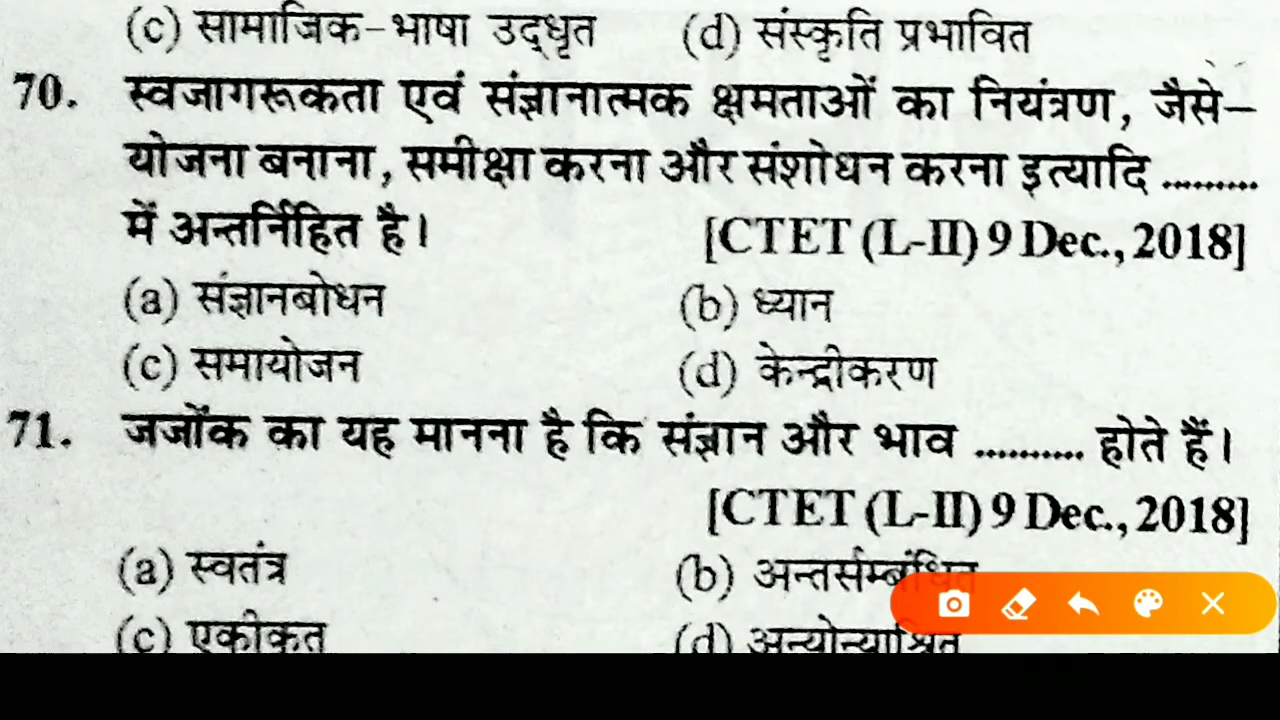 (c) सामाजिक-भाषा उद्धृत (d) संस्कृति प्रभावित
70. स्वजागरूकता एवं संज्ञानात्मक क्षमताओं का नियंत्रण, जैसे–
योजना बनाना, समीक्षा करना और संशोधन करना इत्यादि .........
में अन्तर्निहित है। [CTET (L-II) 9 Dec., 2018]
(a) संज्ञानबोधन (b) ध्यान
(c) समायोजन (d) केन्द्रीकरण
71. जजोंक का यह मानना है कि संज्ञान और भाव .......... होते हैं।
[CTET (L-II) 9 Dec., 2018]
(a) स्वतंत्र (b) अन्तर्सम्बंधित
(c) एकीकृत (d) अन्योन्याश्रित